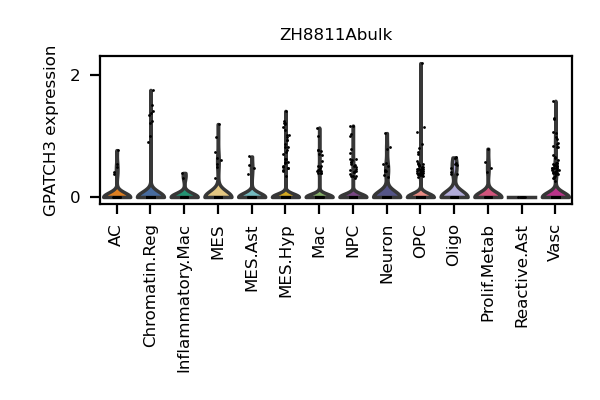 ZH8811Abulk
GPATCH3 expression
2
0
AC
Chromatin.Reg
Inflammatory.Mac
MES
MES.Ast
MES.Hyp
Mac
NPC
Neuron
OPC
Oligo
Prolif.Metab
Reactive.Ast
Vasc